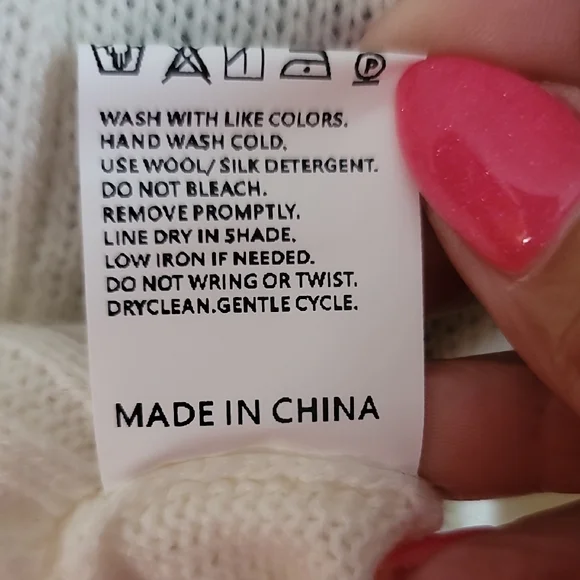 P
WASH WITH LIKE COLORS.
HAND WASH COLD.
USE WOOL/ SILK DETERGENT.
DO NOT BLEACH.
REMOVE PROMPTLY.
LINE DRY IN SHADE.
LOW IRON IF NEEDED.
DO NOT WRING OR TWIST.
DRYCLEAN.GENTLE CYCLE.
MADE IN CHINA